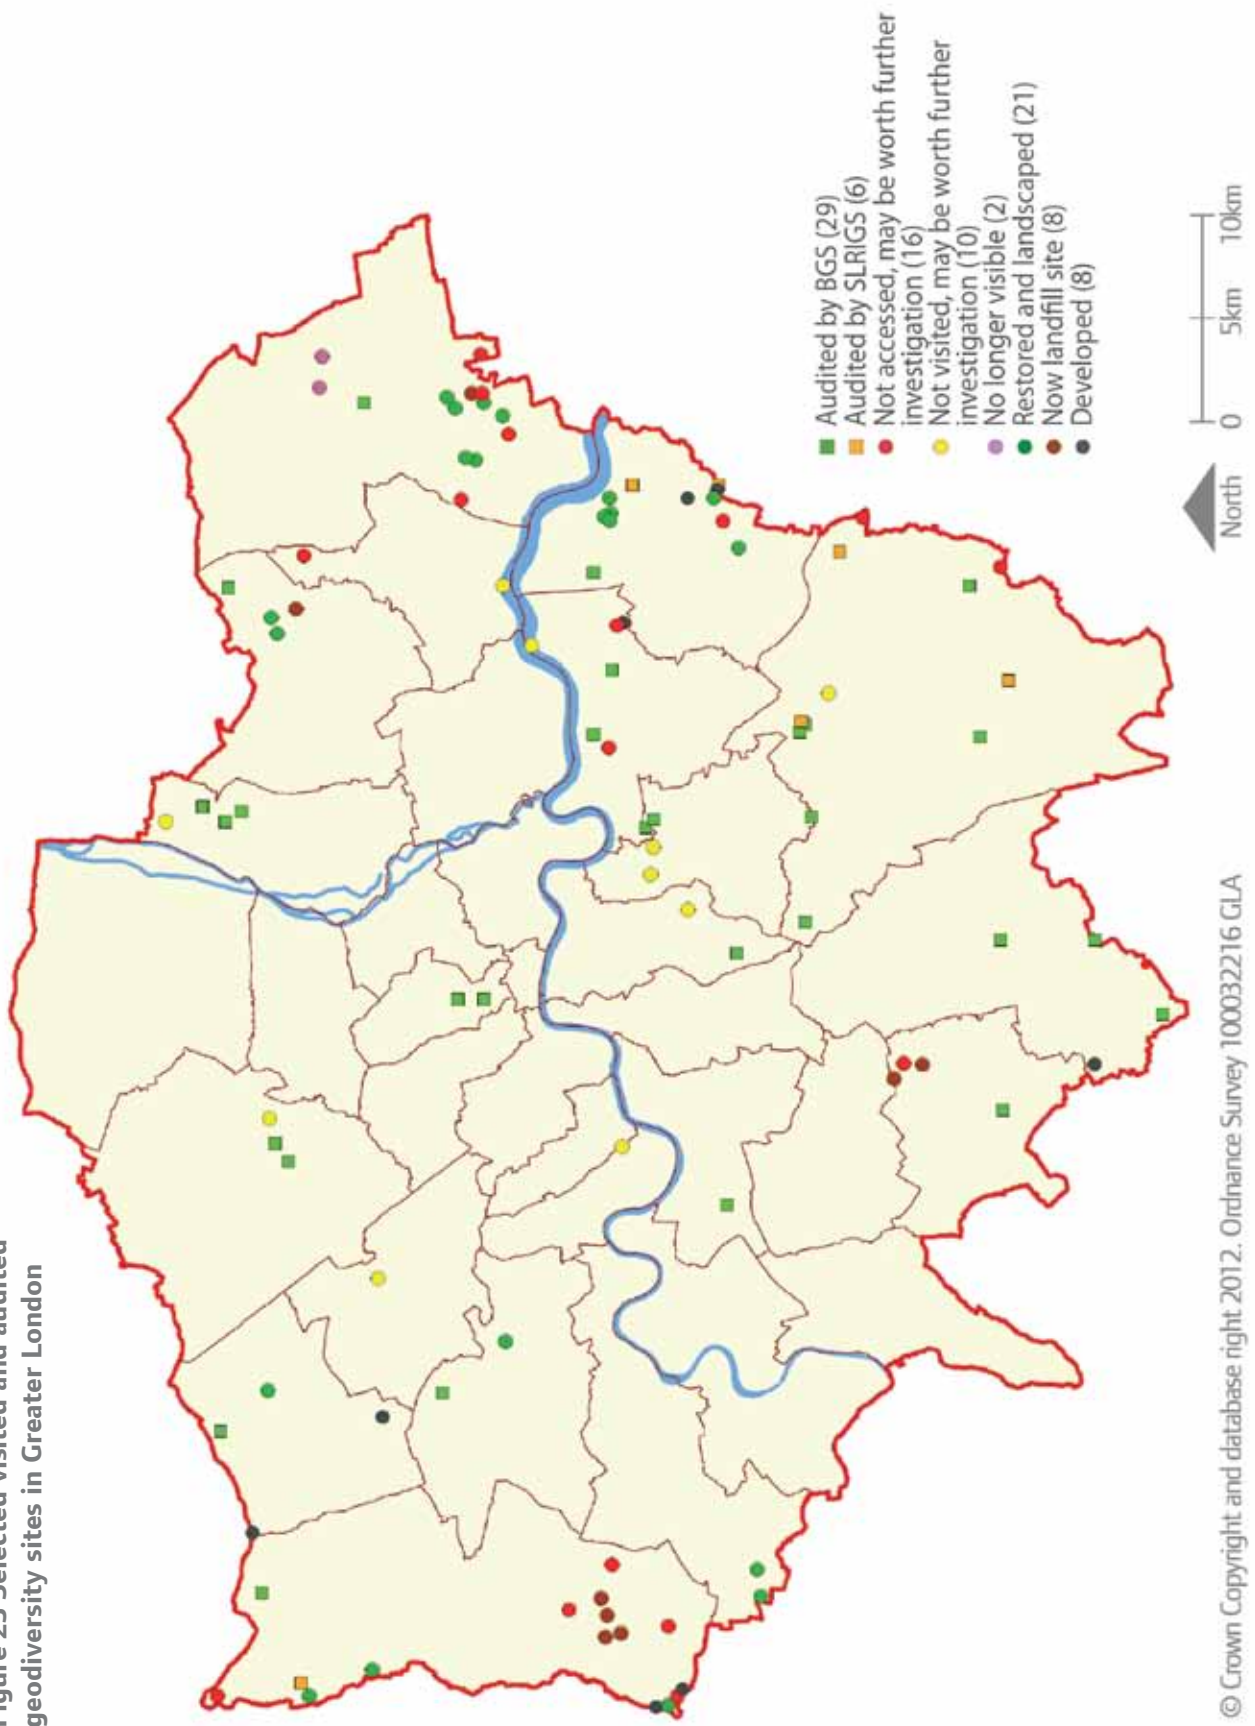 Figure 25 Selected visited and audited
geodiversity sites in Greater London
Audited by BGS (29)
Audited by SLRIGS (6)
Not accessed, may be worth further
investigation (16)
Not visited, may be worth further
investigation (10)
No longer visible (2)
Restored and landscaped (21)
Now landfill site (8)
Developed (8)
North
0 5km 10km
© Crown Copyright and database right 2012. Ordnance Survey 100032216 GLA